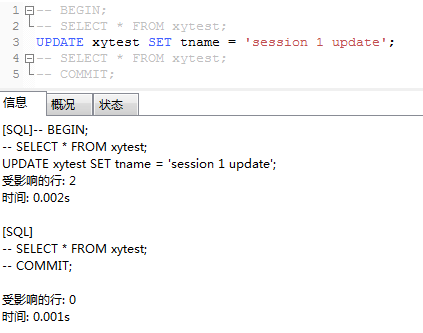 1 -- BEGIN;
2 -- SELECT * FROM xytest;
3 UPDATE xytest SET tname = 'session 1 update';
4 -- SELECT * FROM xytest;
5 -- COMMIT;
信息 概况 状态
[SQL]-- BEGIN;
-- SELECT * FROM xytest;
UPDATE xytest SET tname = 'session 1 update';
受影响的行: 2
时间: 0.002s
[SQL]
-- SELECT * FROM xytest;
-- COMMIT;
受影响的行: 0
时间: 0.001s